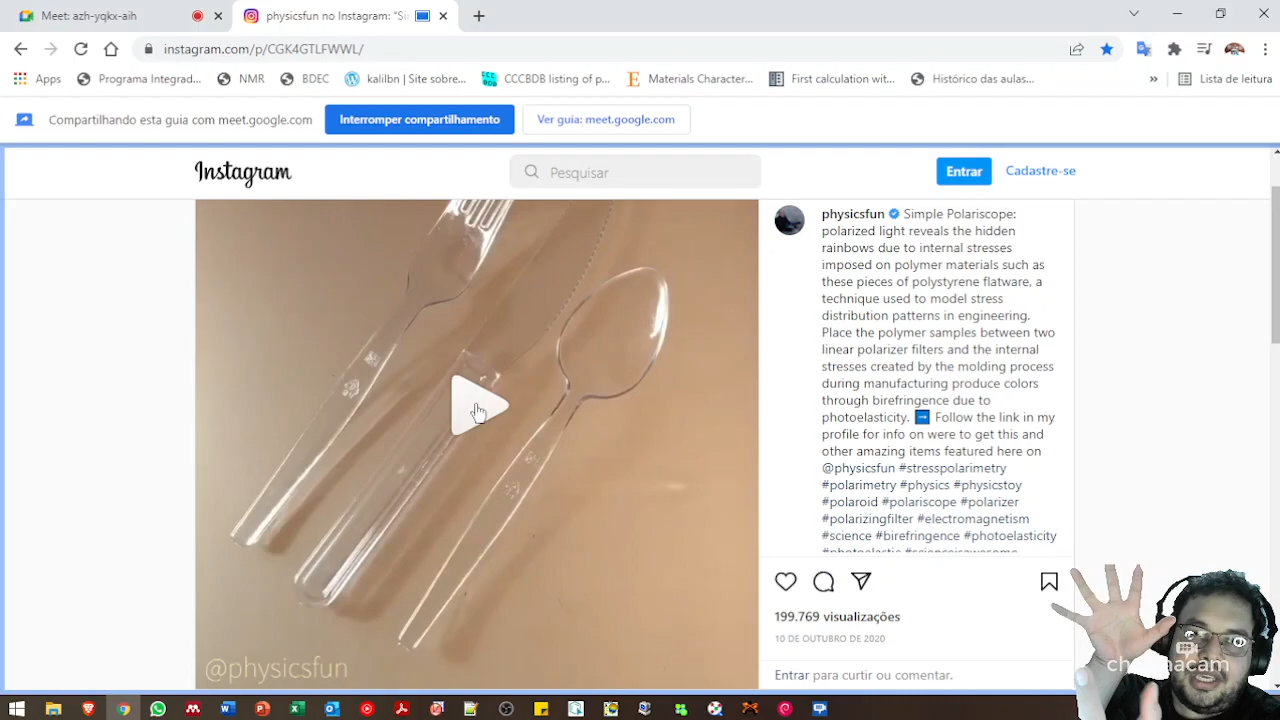 Meet: azh-yqkx-aih
physicsfun no Instagram: "Si
instagram.com/p/CGK4GTLFWWL/
Apps
Programa Integrad...
NMR
BDEC
kalilbn | Site sobre...
CCCBDB listing of p...
Materials Character...
First calculation wit...
Histórico das aulas...
»
Lista de leitura
Compartilhando esta guia com meet.google.com
Interromper compartilhamento
Ver guia: meet.google.com
Instagram
Pesquisar
Entrar
Cadastre-se
physicsfun Simple Polariscope:
polarized light reveals the hidden
rainbows due to internal stresses
imposed on polymer materials such as
these pieces of polystyrene flatware, a
technique used to model stress
distribution patterns in engineering.
Place the polymer samples between two
linear polarizer filters and the internal
stresses created by the molding process
during manufacturing produce colors
through birefringence due to
photoelasticity. ➡️ Follow the link in my
profile for info on were to get this and
other amazing items featured here on
@physicsfun #stresspolarimetry
#polarimetry #physics #physicstoy
#polaroid #polariscope #polarizer
#polarizingfilter #electromagnetism
#science #birefringence #photoelasticity
#photoelastic #scienceisawesome
199.769 visualizações
10 DE OUTUBRO DE 2020
Entrar para curtir ou comentar.
@physicsfun